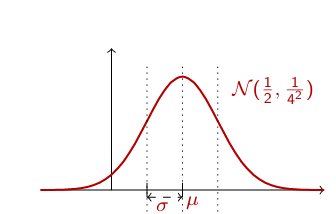 𝒩(1/2, 1/4²)
σ μ